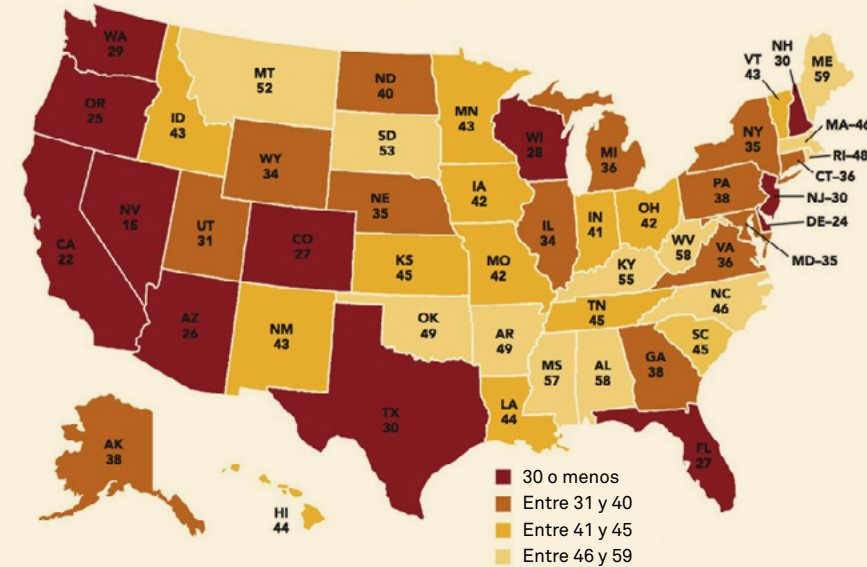 WA
29
OR
25
CA
22
NV
15
ID
43
MT
52
WY
34
UT
31
AZ
26
CO
27
NM
43
ND
40
SD
53
NE
35
KS
45
OK
49
TX
30
MN
43
IA
42
MO
42
AR
49
LA
44
WI
28
IL
34
MI
36
IN
41
OH
42
KY
55
TN
45
MS
57
AL
58
GA
38
FL
27
SC
45
NC
46
VA
36
WV
58
PA
38
NY
35
VT
43
NH
30
ME
59
MA–46
RI–48
CT–36
NJ–30
DE–24
MD–35
AK
38
HI
44
30 o menos
Entre 31 y 40
Entre 41 y 45
Entre 46 y 59